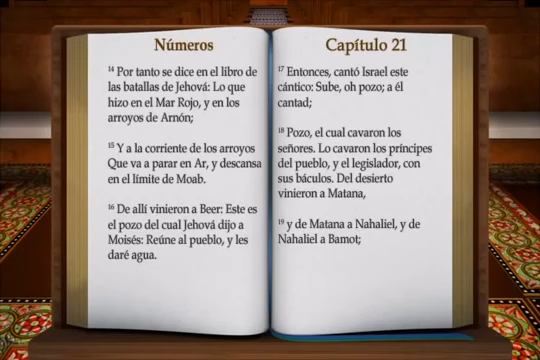 Números
14 Por tanto se dice en el libro de
las batallas de Jehová: Lo que
hizo en el Mar Rojo, y en los
arroyos de Arnón;
15 Y a la corriente de los arroyos
Que va a parar en Ar, y descansa
en el límite de Moab.
16 De allí vinieron a Beer: Este es
el pozo del cual Jehová dijo a
Moisés: Reúne al pueblo, y les
daré agua.
Capítulo 21
17 Entonces, cantó Israel este
cántico: Sube, oh pozo; a él
cantad;
18 Pozo, el cual cavaron los
señores. Lo cavaron los príncipes
del pueblo, y el legislador, con
sus báculos. Del desierto
vinieron a Matana,
19 y de Matana a Nahaliel, y de
Nahaliel a Bamot;